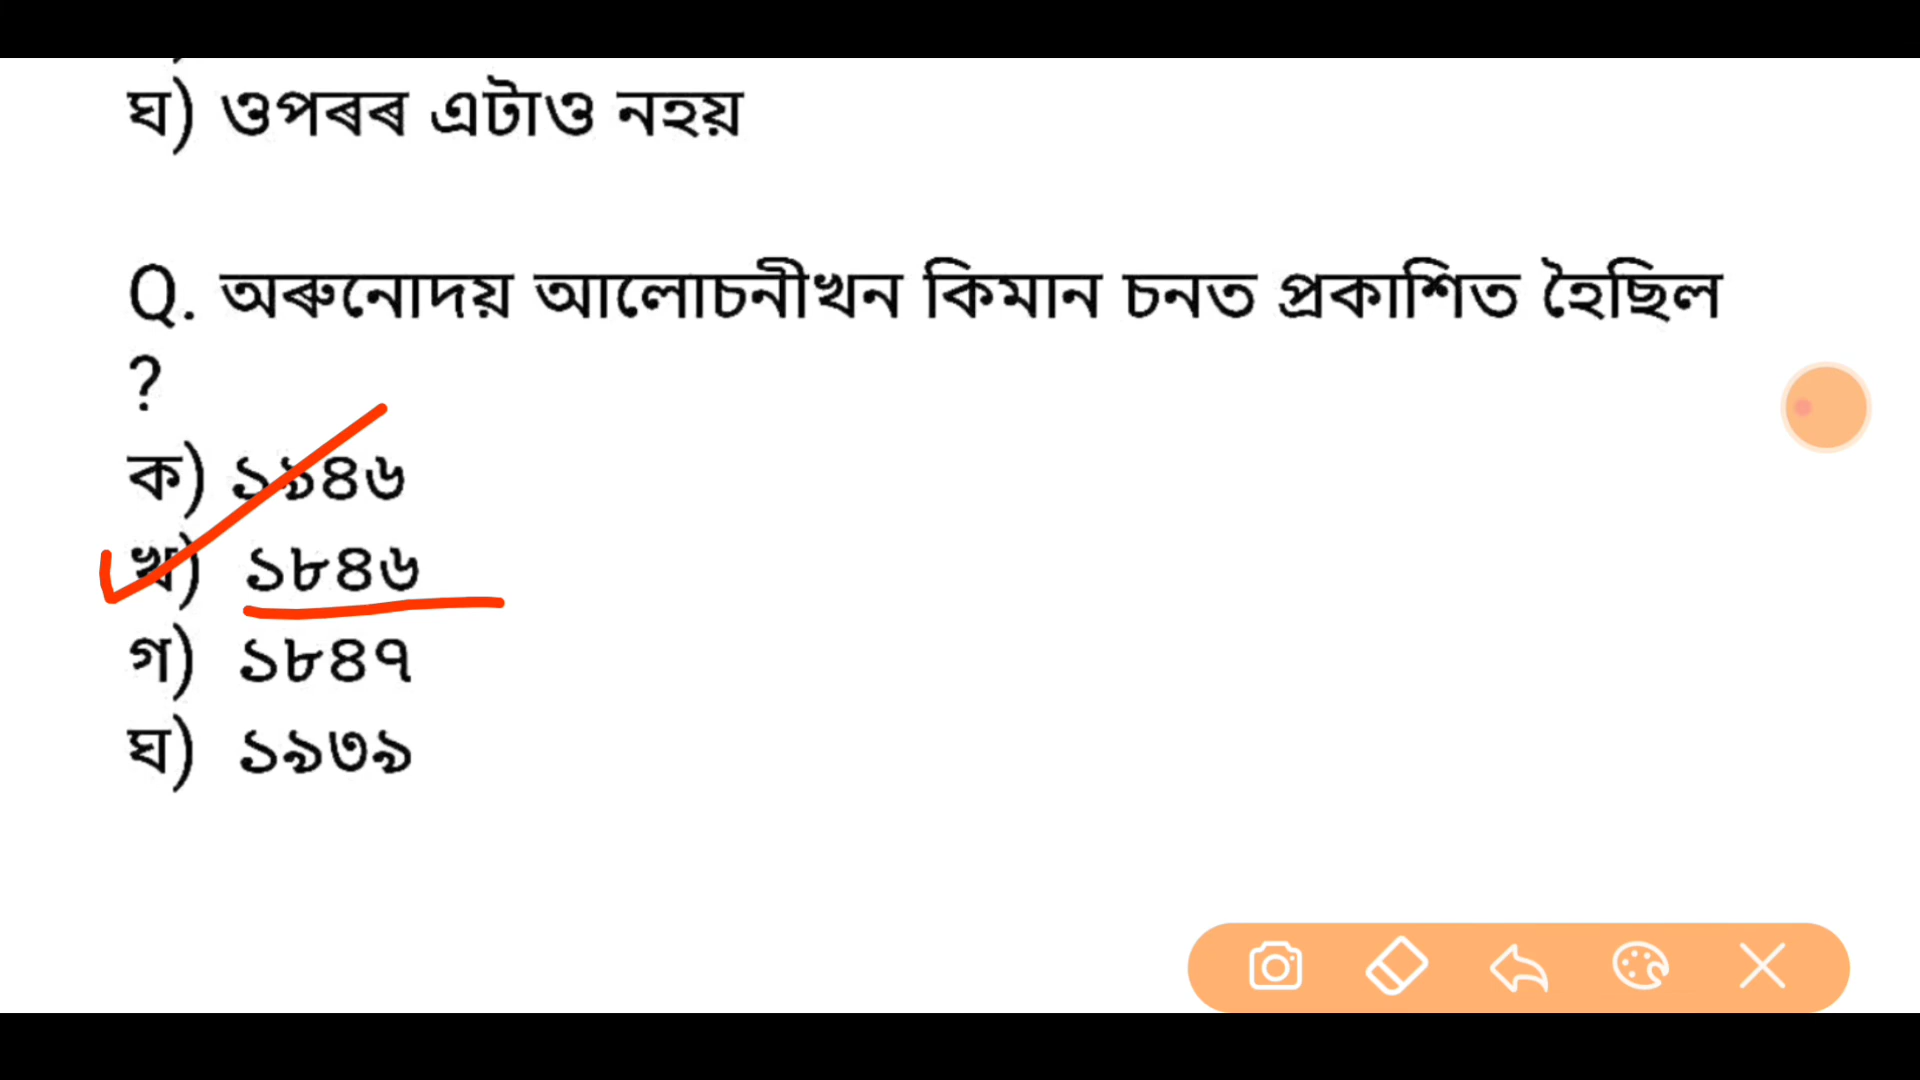 ঘ) ওপৰৰ এটাও নহয়
Q. অৰুনোদয় আলোচনীখন কিমান চনত প্ৰকাশিত হৈছিল
?
ক) ১৯৪৬
খ) ১৮৪৬
গ) ১৮৪৭
ঘ) ১৯৩৯